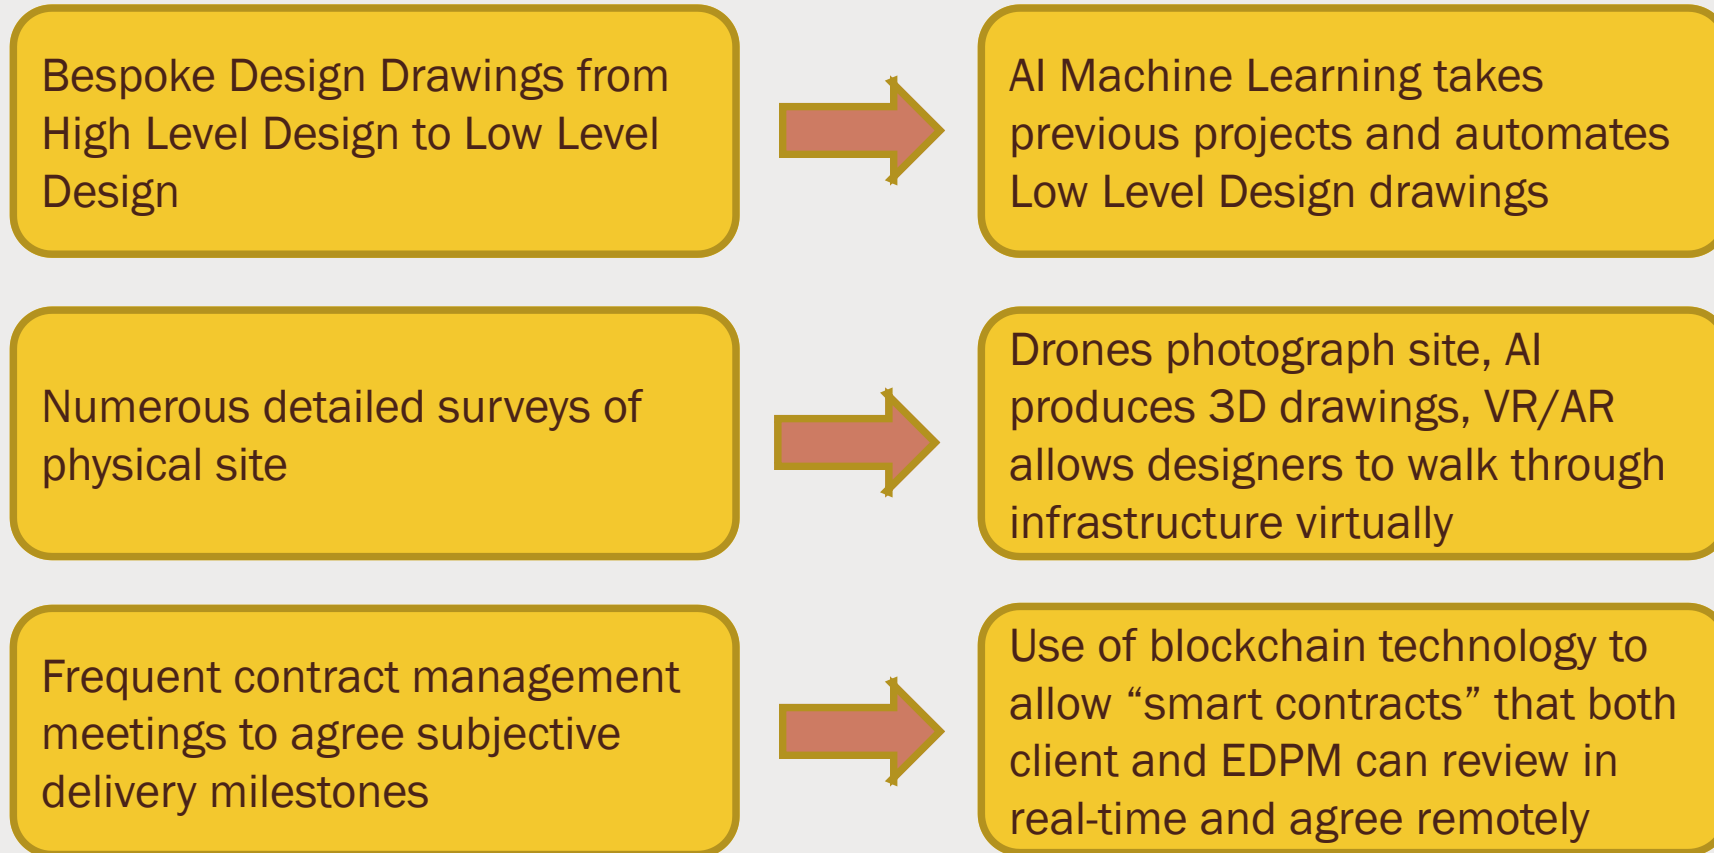 Bespoke Design Drawings from
High Level Design to Low Level
Design
AI Machine Learning takes
previous projects and automates
Low Level Design drawings
Numerous detailed surveys of
physical site
Drones photograph site, AI
produces 3D drawings, VR/AR
allows designers to walk through
infrastructure virtually
Frequent contract management
meetings to agree subjective
delivery milestones
Use of blockchain technology to
allow “smart contracts” that both
client and EDPM can review in
real-time and agree remotely